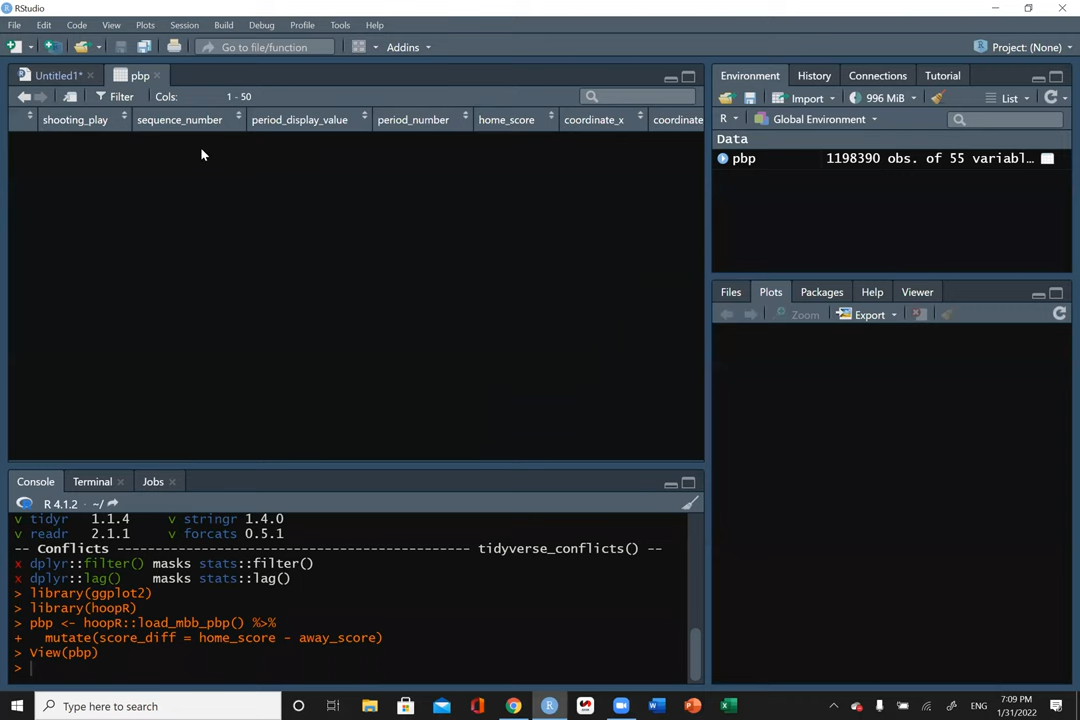 RStudio
File Edit Code View Plots Session Build Debug Profile Tools Help
Go to file/function Addins Project: (None)
Untitled1* pbp
Filter Cols: 1 - 50
shooting_play sequence_number period_display_value period_number home_score coordinate_x coordinate
Environment History Connections Tutorial
Import 996 MiB List
R Global Environment
Data
pbp 1198390 obs. of 55 variabl…
Files Plots Packages Help Viewer
Zoom Export
Console Terminal Jobs
R 4.1.2 · ~/
v tidyr 1.1.4 v stringr 1.4.0
v readr 2.1.1 v forcats 0.5.1
-- Conflicts ------------------------------------------ tidyverse_conflicts() --
x dplyr::filter() masks stats::filter()
x dplyr::lag() masks stats::lag()
> library(ggplot2)
> library(hoopR)
> pbp <- hoopR::load_mbb_pbp() %>%
+ mutate(score_diff = home_score - away_score)
> View(pbp)
>
Type here to search
ENG
7:09 PM
1/31/2022